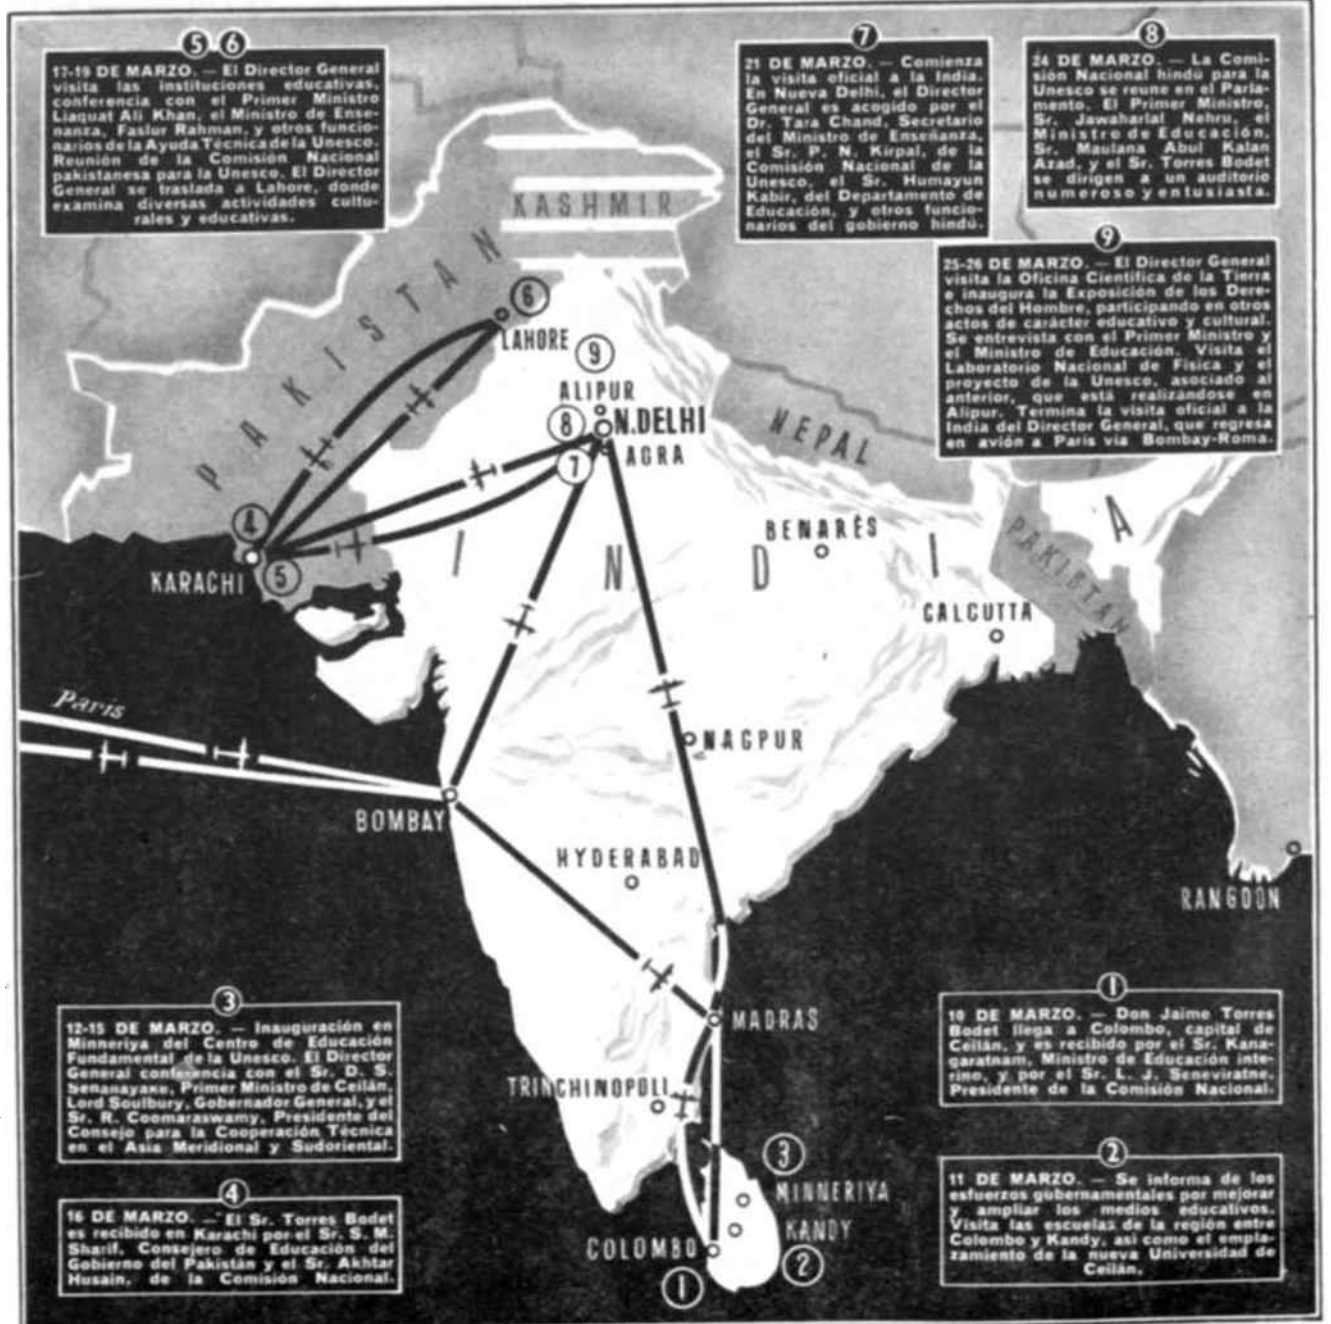 5 6
17-19 DE MARZO. — El Director General
visita las instituciones educativas,
conferencia con el Primer Ministro
Liaquat Ali Khan, el Ministro de Ense-
nanza, Faslur Rahman, y otros funcio-
narios de la Ayuda Técnica de la Unesco.
Reunión de la Comisión Nacional
pakistanesa para la Unesco. El Director
General se traslada a Lahore, donde
examina diversas actividades cultu-
rales y educativas.
7
21 DE MARZO. — Comienza
la visita oficial a la India.
En Nueva Delhi, el Director
General es acogido por el
Dr. Tara Chand, Secretario
del Ministro de Enseñanza,
el Sr. P. N. Kirpal, de la
Comisión Nacional de la
Unesco, el Sr. Humayun
Kabir, del Departamento de
Educación, y otros funcio-
narios del gobierno hindú.
8
24 DE MARZO. — La Comi-
sión Nacional hindú para la
Unesco se reune en el Parla-
mento. El Primer Ministro,
Sr. Jawaharlal Nehru, el
Ministro de Educación,
Sr. Maulana Abul Kalan
Azad, y el Sr. Torres Bodet
se dirigen a un auditorio
numeroso y entusiasta.
9
25-26 DE MARZO. — El Director General
visita la Oficina Cientifica de la Tierra
e inaugura la Exposición de los Dere-
chos del Hombre, participando en otros
actos de carácter educativo y cultural.
Se entrevista con el Primer Ministro y
el Ministro de Educación. Visita el
Laboratorio Nacional de Fisica y el
proyecto de la Unesco, asociado al
anterior, que está realizándose en
Alipur. Termina la visita oficial a la
India del Director General, que regresa
en avión a Paris via Bombay-Roma.
KASHMIR
PAKISTAN
6
LAHORE
9
ALIPUR
8
N.DELHI
7
AGRA
NEPAL
4
5
KARACHI
INDIA
BENARÈS
PAKISTAN
CALCUTTA
Paris
NAGPUR
BOMBAY
HYDERABAD
RANGOON
MADRAS
TRINCHINOPOLI
3
MINNERIYA
KANDY
COLOMBO
2
1
3
12-15 DE MARZO. — Inauguración en
Minneriya del Centro de Educación
Fundamental de la Unesco. El Director
General conferencia con el Sr. D. S.
Senanayake, Primer Ministro de Ceilán,
Lord Soulbury, Gobernador General, y el
Sr. R. Coomaraswamy, Presidente del
Consejo para la Cooperación Técnica
en el Asia Meridional y Sudoriental.
4
16 DE MARZO. — El Sr. Torres Bodet
es recibido en Karachi por el Sr. S. M.
Sharif, Consejero de Educación del
Gobierno del Pakistán y el Sr. Akhtar
Husain, de la Comisión Nacional.
1
10 DE MARZO. — Don Jaime Torres
Bodet llega a Colombo, capital de
Ceilán, y es recibido por el Sr. Kana-
garatnam, Ministro de Educación inte-
rino, y por el Sr. L. J. Seneviratne,
Presidente de la Comisión Nacional.
2
11 DE MARZO. — Se informa de los
esfuerzos gubernamentales por mejorar
y ampliar los medios educativos.
Visita las escuelas de la región entre
Colombo y Kandy, asi como el empla-
zamiento de la nueva Universidad de
Ceilán.